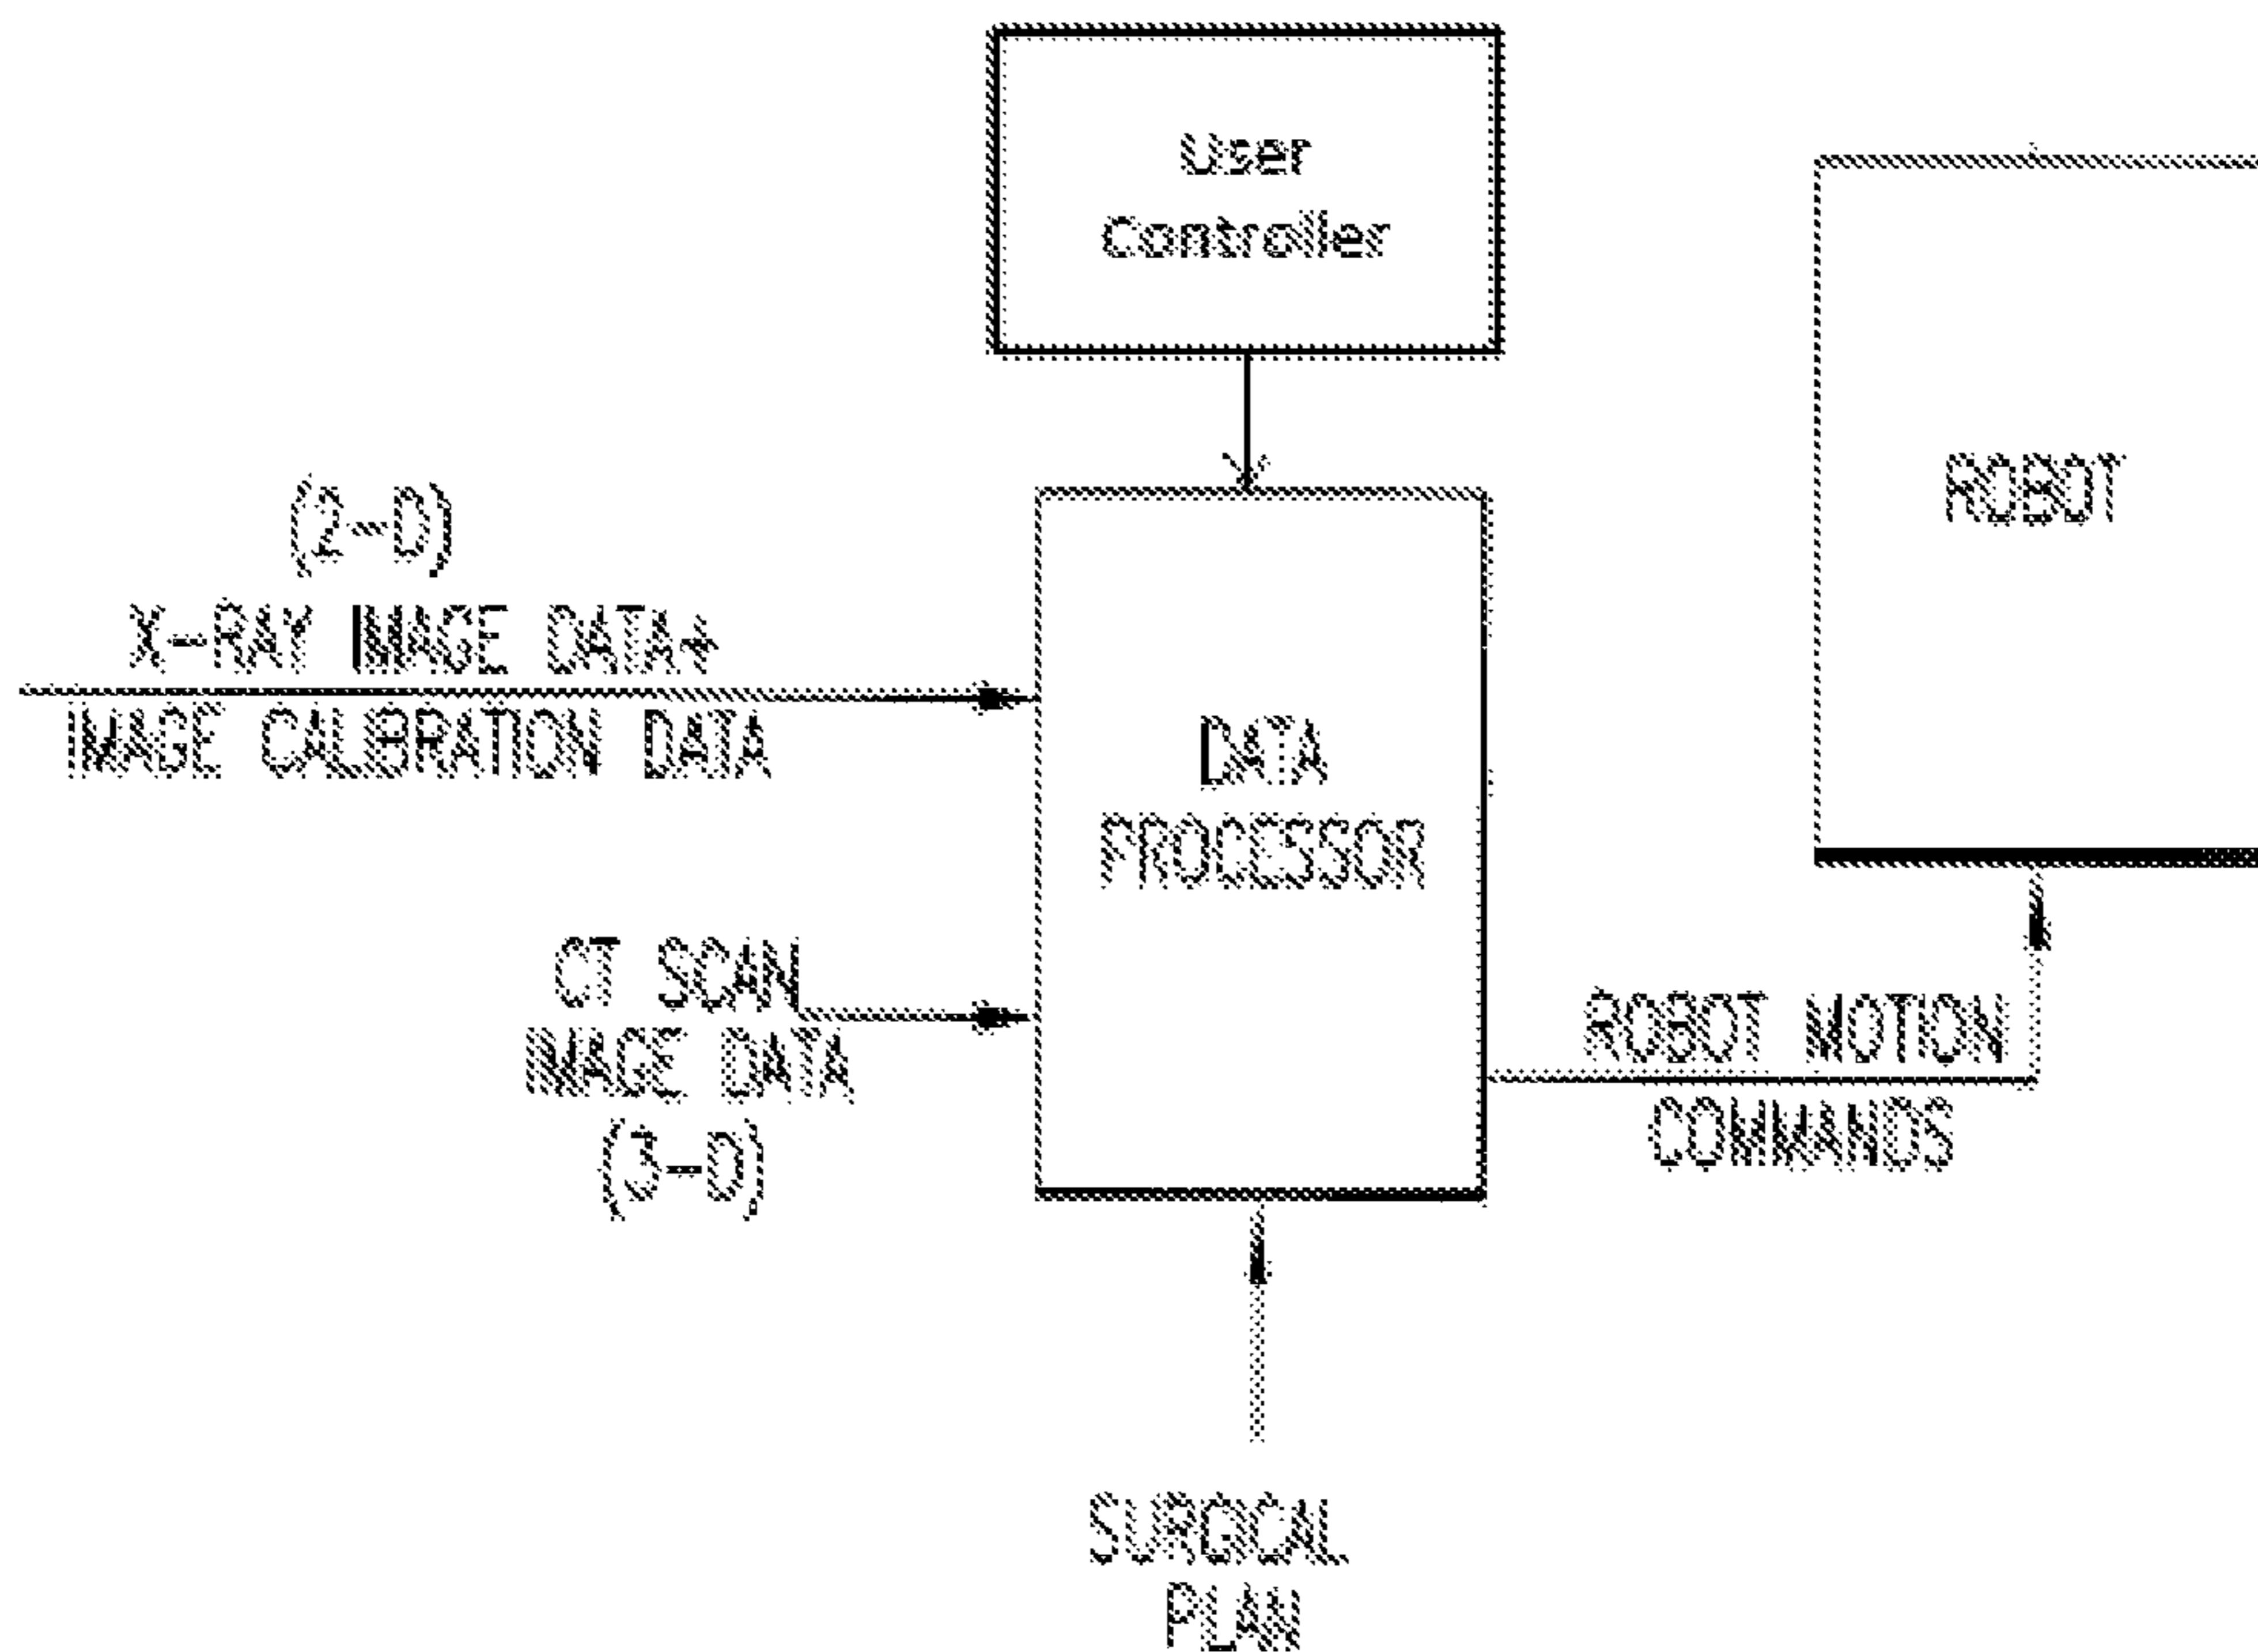 User
Controller
ROBOT
(2-D)
X-RAY IMAGE DATA+
IMAGE CALIBRATION DATA
DATA
PROCESSOR
CT SCAN
IMAGE DATA
(3-D)
ROBOT MOTION
COMMANDS
SURGICAL
PLAN